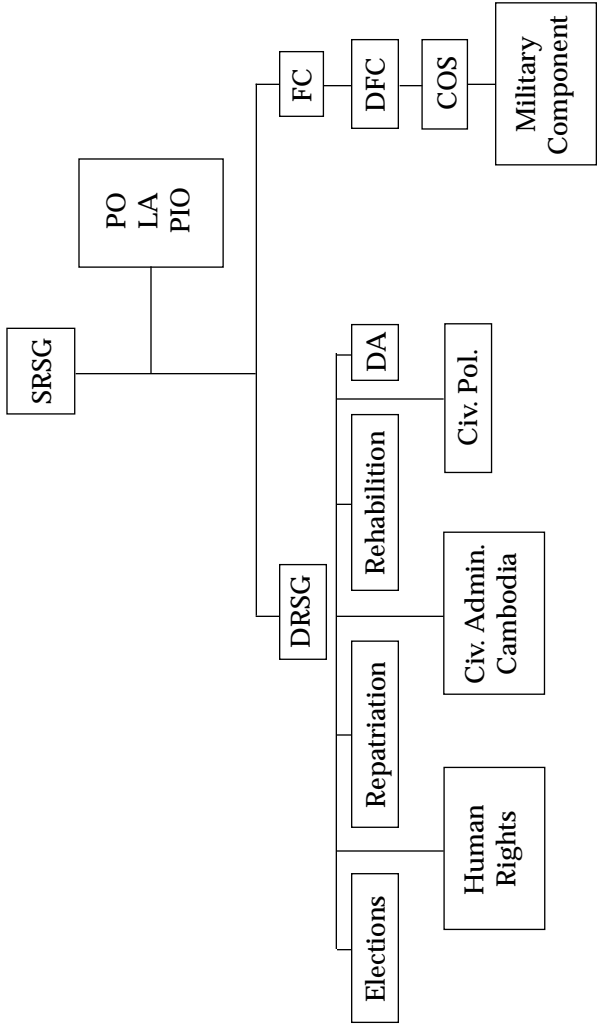 SRSG
PO
LA
PIO
DRSG
FC
DFC
COS
Military
Component
Elections
Repatriation
Rehabilition
DA
Human
Rights
Civ. Admin.
Cambodia
Civ. Pol.